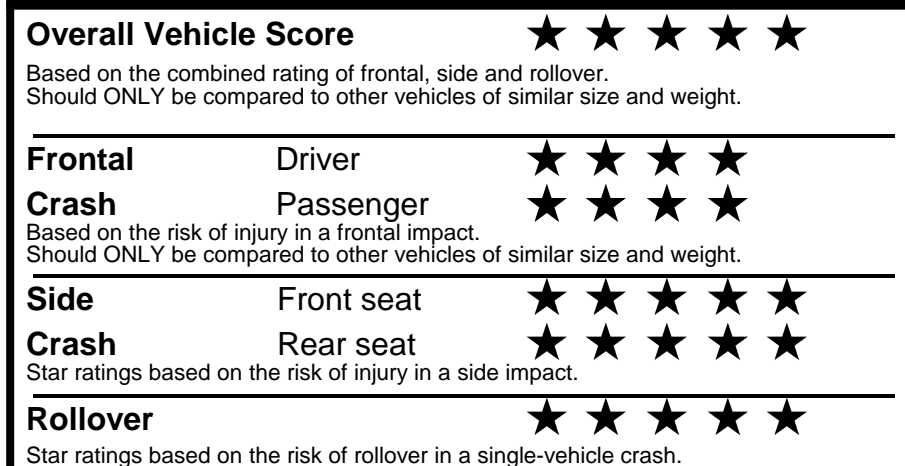 Overall Vehicle Score ★ ★ ★ ★ ★
Based on the combined rating of frontal, side and rollover.
Should ONLY be compared to other vehicles of similar size and weight.
Frontal Driver ★ ★ ★ ★
Crash Passenger ★ ★ ★ ★
Based on the risk of injury in a frontal impact.
Should ONLY be compared to other vehicles of similar size and weight.
Side Front seat ★ ★ ★ ★ ★
Crash Rear seat ★ ★ ★ ★ ★
Star ratings based on the risk of injury in a side impact.
Rollover ★ ★ ★ ★ ★
Star ratings based on the risk of rollover in a single-vehicle crash.